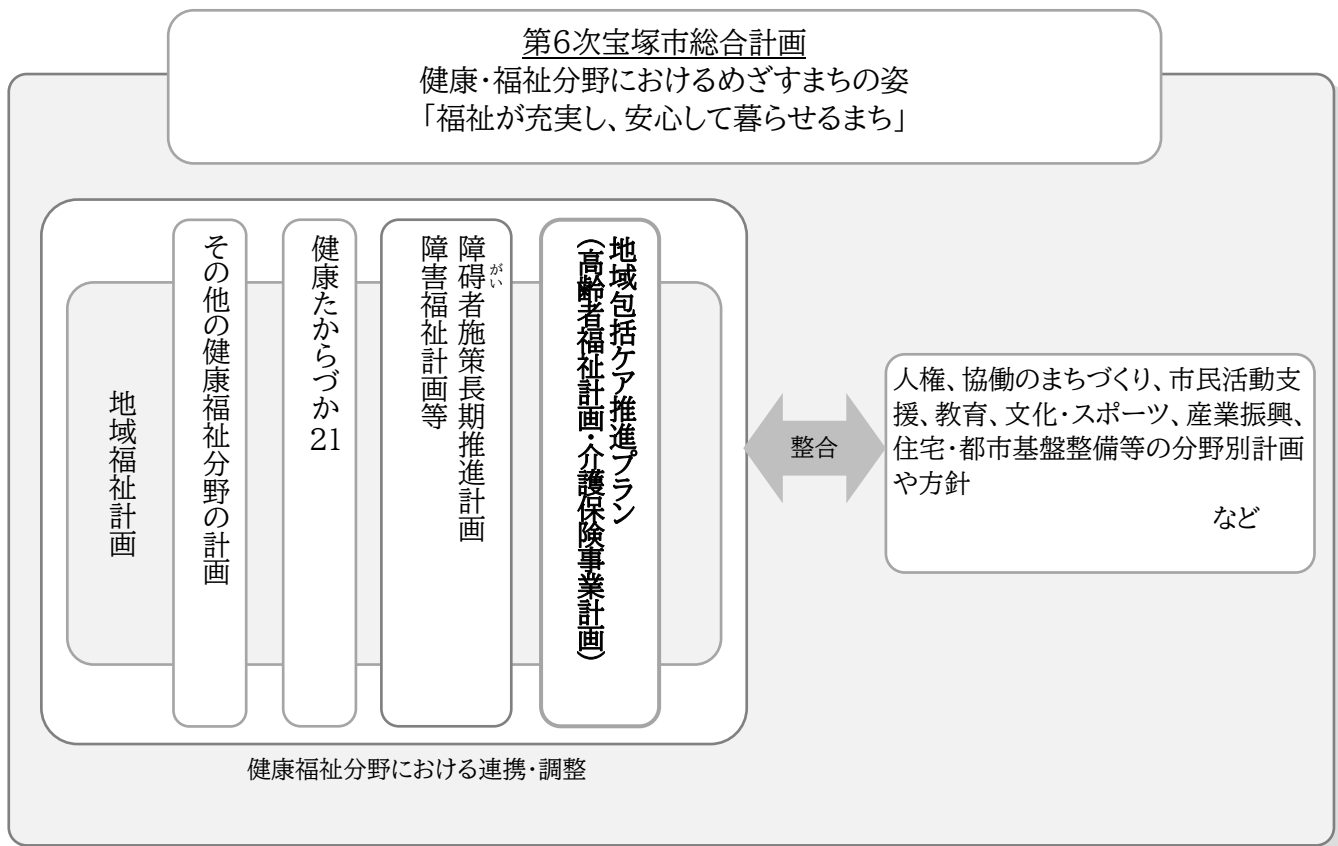 第6次宝塚市総合計画
健康・福祉分野におけるめざすまちの姿
「福祉が充実し、安心して暮らせるまち」
地域包括ケア推進プラン
（高齢者福祉計画・介護保険事業計画）
障碍者施策長期推進計画
がい
障害福祉計画等
健康たからづか21
その他の健康福祉分野の計画
地域福祉計画
整合
人権、協働のまちづくり、市民活動支
援、教育、文化・スポーツ、産業振興、
住宅・都市基盤整備等の分野別計画
や方針
など
健康福祉分野における連携・調整